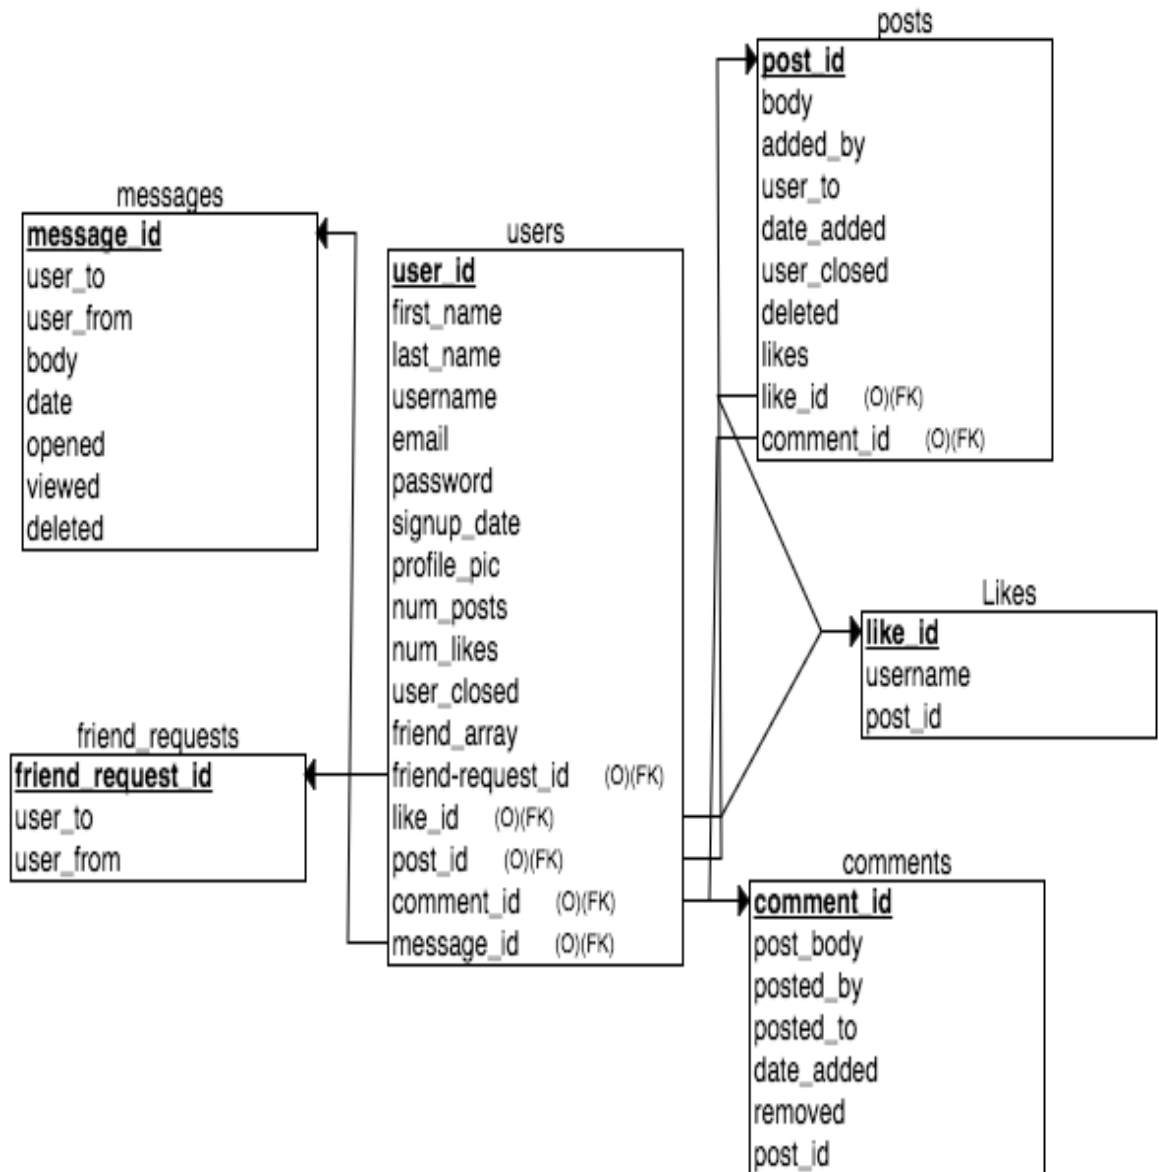 posts
post_id
body
added_by
user_to
date_added
user_closed
deleted
likes
like_id (O)(FK)
comment_id (O)(FK)
messages
message_id
user_to
user_from
body
date
opened
viewed
deleted
users
user_id
first_name
last_name
username
email
password
signup_date
profile_pic
num_posts
num_likes
user_closed
friend_array
friend-request_id (O)(FK)
like_id (O)(FK)
post_id (O)(FK)
comment_id (O)(FK)
message_id (O)(FK)
Likes
like_id
username
post_id
friend_requests
friend_request_id
user_to
user_from
comments
comment_id
post_body
posted_by
posted_to
date_added
removed
post_id